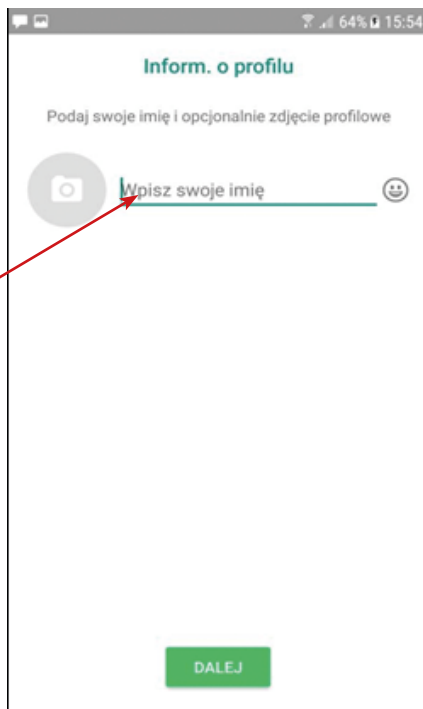 64% 15:54
Inform. o profilu
Podaj swoje imię i opcjonalnie zdjęcie profilowe
Wpisz swoje imię
DALEJ